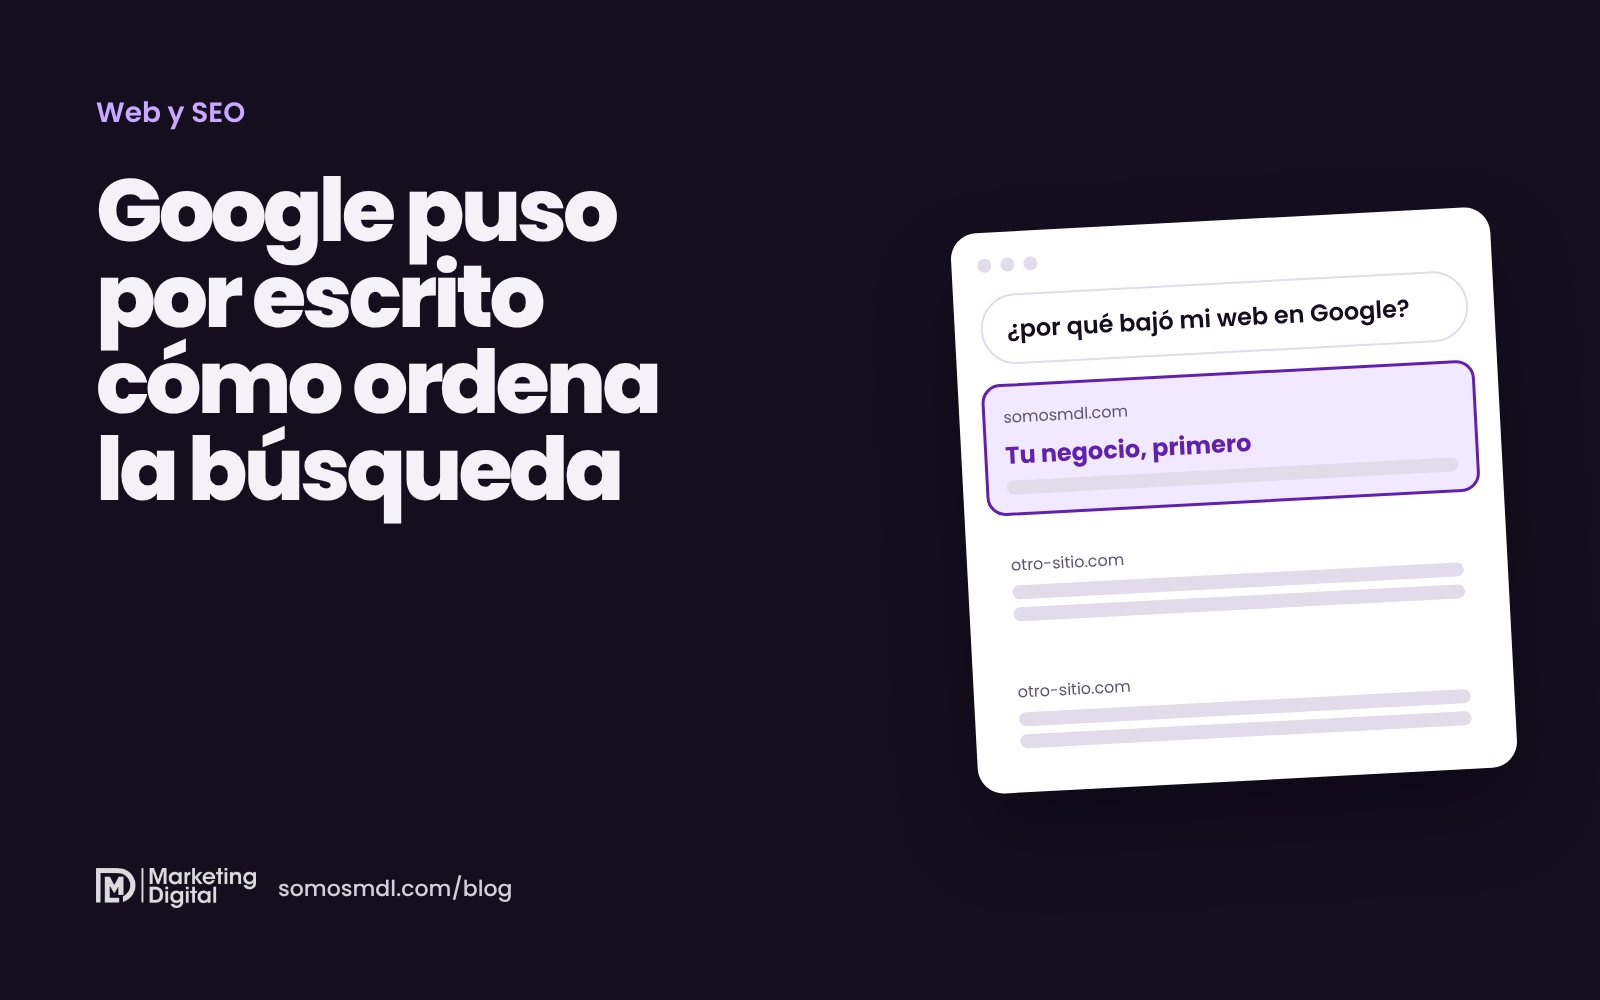 Web y SEO
Google puso
por escrito
cómo ordena
la búsqueda
¿por qué bajó mi web en Google?
somosmdl.com
Tu negocio, primero
otro-sitio.com
otro-sitio.com
Marketing
Digital
somosmdl.com/blog